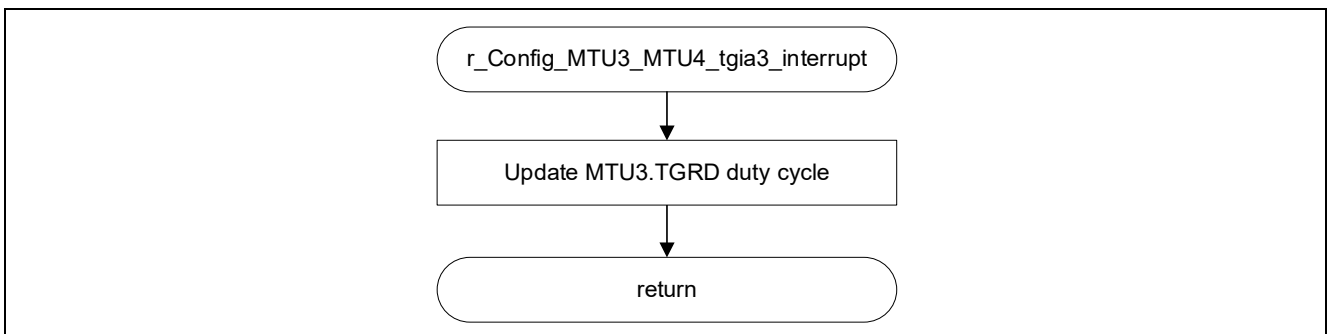 r_Config_MTU3_MTU4_tgia3_interrupt
Update MTU3.TGRD duty cycle
return